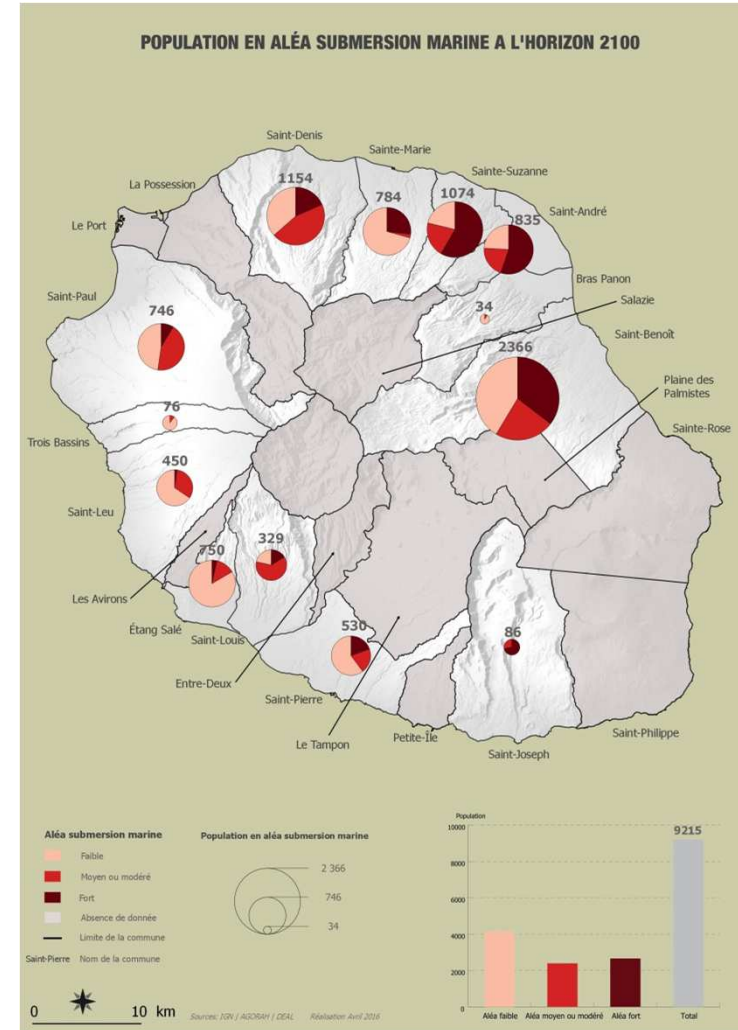 POPULATION EN ALÉA SUBMERSION MARINE A L'HORIZON 2100
Saint-Denis
Sainte-Marie
Sainte-Suzanne
La Possession
1154
784
1074
835
Saint-André
Le Port
Bras Panon
Salazie
Saint-Paul
746
34
Saint-Benoît
2366
Plaine des
Palmistes
76
Sainte-Rose
Trois Bassins
450
Saint-Leu
329
750
Les Avirons
530
86
Étang Salé
Saint-Louis
Entre-Deux
Saint-Pierre
Le Tampon
Petite-Île
Saint-Joseph
Saint-Philippe
Aléa submersion marine
Faible
Moyen ou modéré
Fort
Absence de donnée
Limite de la commune
Saint-Pierre Nom de la commune
Population en aléa submersion marine
2 366
746
34
Population
10000
8000
6000
4000
2000
0
9215
Aléa faible
Aléa moyen ou modéré
Aléa fort
Total
0 10 km
Sources: IGN / AGORAH / DEAL Réalisation Avril 2016